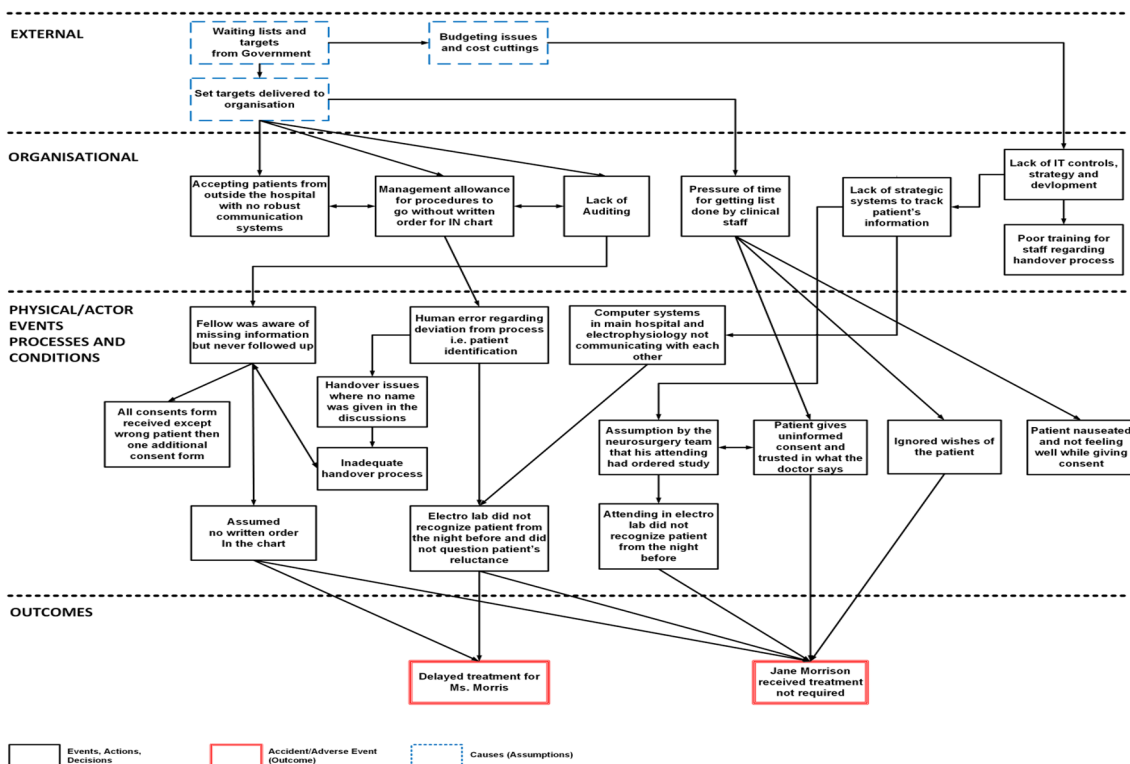 EXTERNAL
Waiting lists and
targets
from Government
Budgeting issues
and cost cuttings
Set targets delivered to
organisation
ORGANISATIONAL
Accepting patients from
outside the hospital
with no robust
communication
systems
Management allowance
for procedures to
go without written
order for IN chart
Lack of
Auditing
Pressure of time
for getting list
done by clinical
staff
Lack of strategic
systems to track
patient's
information
Lack of IT controls,
strategy and
devlopment
Poor training for
staff regarding
handover process
PHYSICAL/ACTOR
EVENTS
PROCESSES AND
CONDITIONS
Fellow was aware of
missing information
but never followed up
Human error regarding
deviation from process
i.e. patient
identification
Computer systems
in main hospital and
electrophysiology not
communicating with each
other
Handover issues
where no name
was given in the
discussions
All consents form
received except
wrong patient then
one additional
consent form
Inadequate
handover process
Assumption by the
neurosurgery team
that his attending
had ordered study
Patient gives
uninformed
consent and
trusted in what the
doctor says
Ignored wishes of
the patient
Patient nauseated
and not feeling
well while giving
consent
Assumed
no written order
In the chart
Electro lab did not
recognize patient from
the night before and did
not question patient's
reluctance
Attending in electro
lab did not
recognize patient
from the night
before
OUTCOMES
Delayed treatment for
Ms. Morris
Jane Morrison
received treatment
not required
Events, Actions,
Decisions
Accident/Adverse Event
(Outcome)
Causes (Assumptions)